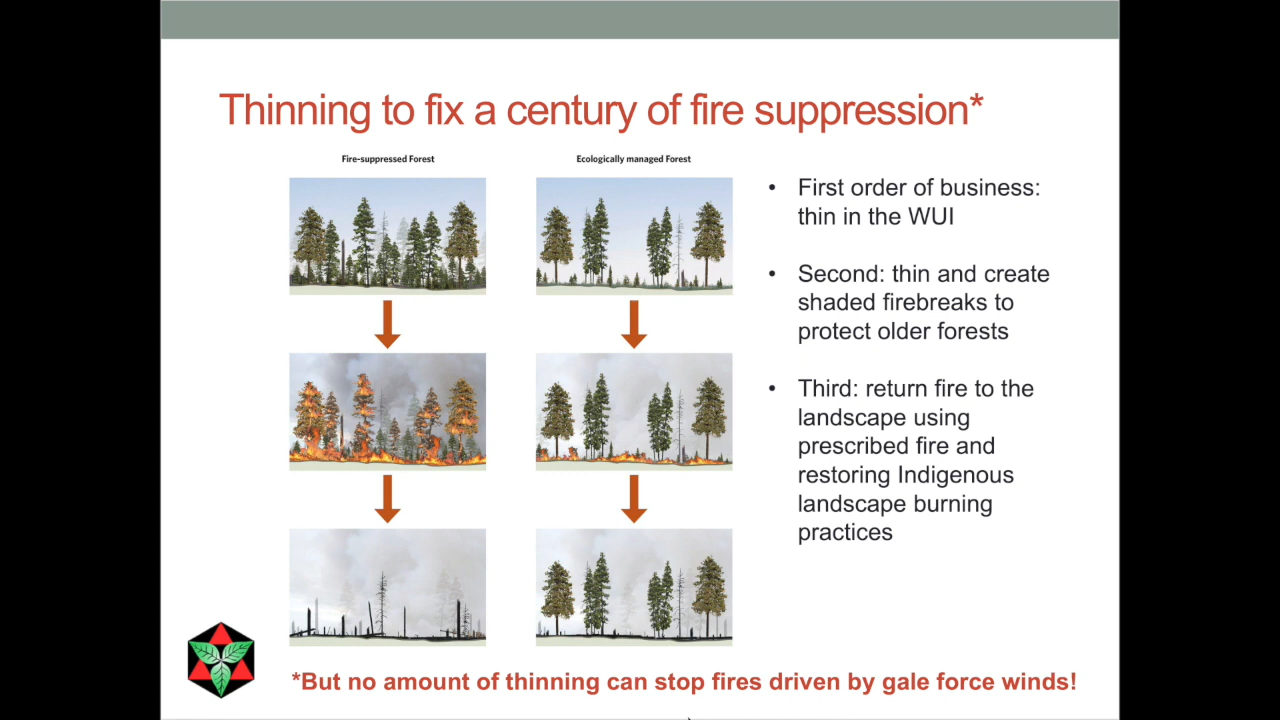 Thinning to fix a century of fire suppression*
Fire-suppressed Forest
Ecologically managed Forest
• First order of business:
thin in the WUI
• Second: thin and create
shaded firebreaks to
protect older forests
• Third: return fire to the
landscape using
prescribed fire and
restoring Indigenous
landscape burning
practices
*But no amount of thinning can stop fires driven by gale force winds!